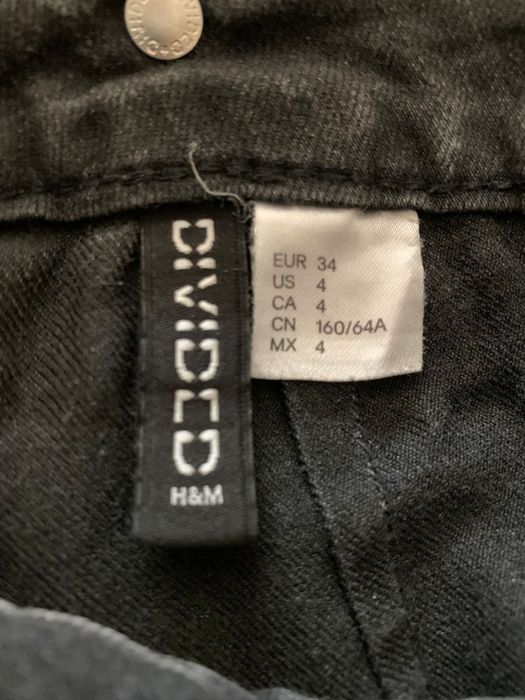 DIVIDED
H&M
EUR 34
US 4
CA 4
CN 160/64A
MX 4